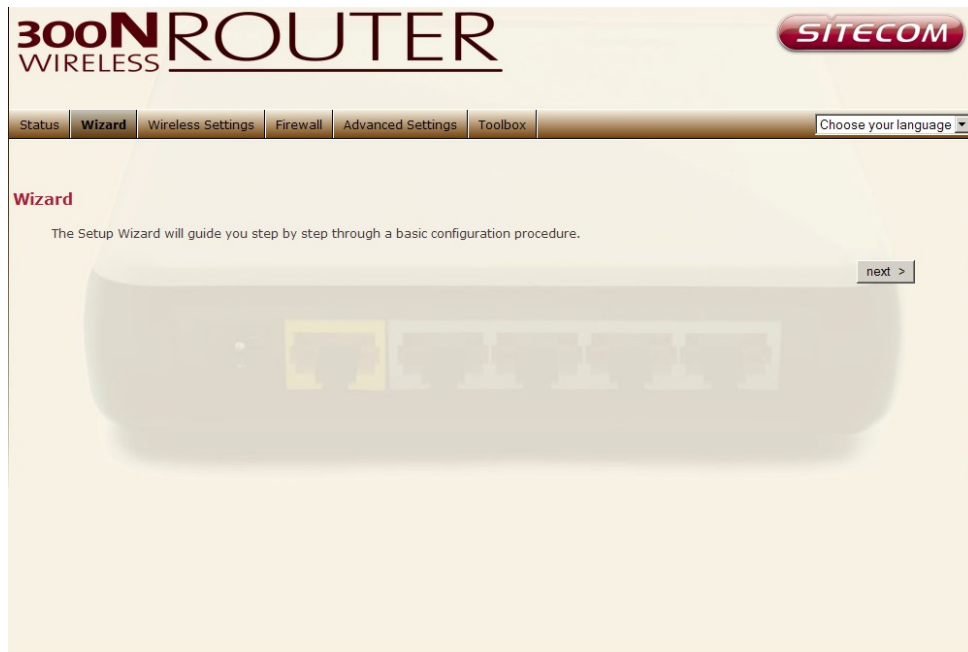 300N ROUTER
WIRELESS
SITECOM
Status Wizard Wireless Settings Firewall Advanced Settings Toolbox Choose your language
Wizard
The Setup Wizard will guide you step by step through a basic configuration procedure.
next >